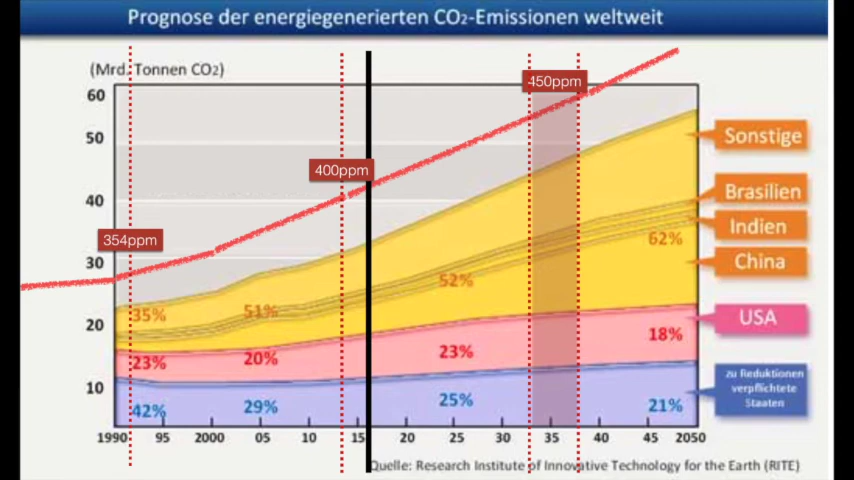 Prognose der energiegenerierten CO2-Emissionen weltweit
(Mrd. Tonnen CO2)
60
50
40
30
20
10
354ppm
400ppm
450ppm
35%
51%
52%
62%
23%
20%
23%
18%
42%
29%
25%
21%
Sonstige
Brasilien
Indien
China
USA
zu Reduktionen
verpflichtete
Staaten
1990 95 2000 05 10 15 20 25 30 35 40 45 2050
Quelle: Research Institute of Innovative Technology for the Earth (RITE)